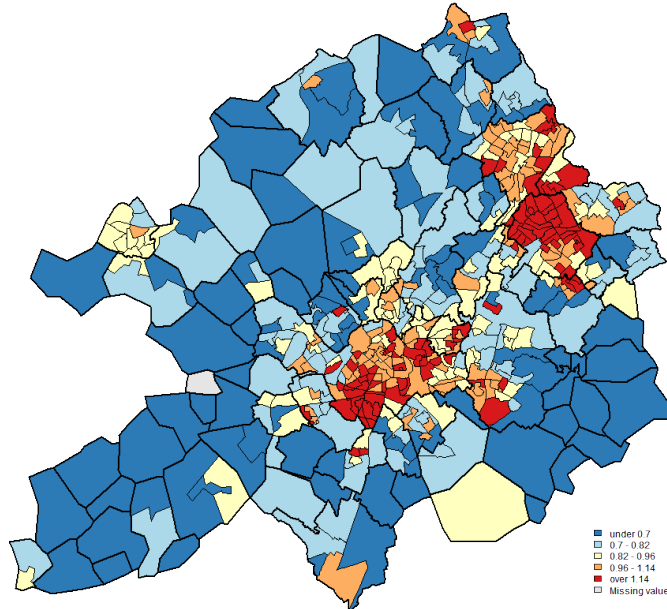 under 0.7
0.7 - 0.82
0.82 - 0.96
0.96 - 1.14
over 1.14
Missing value